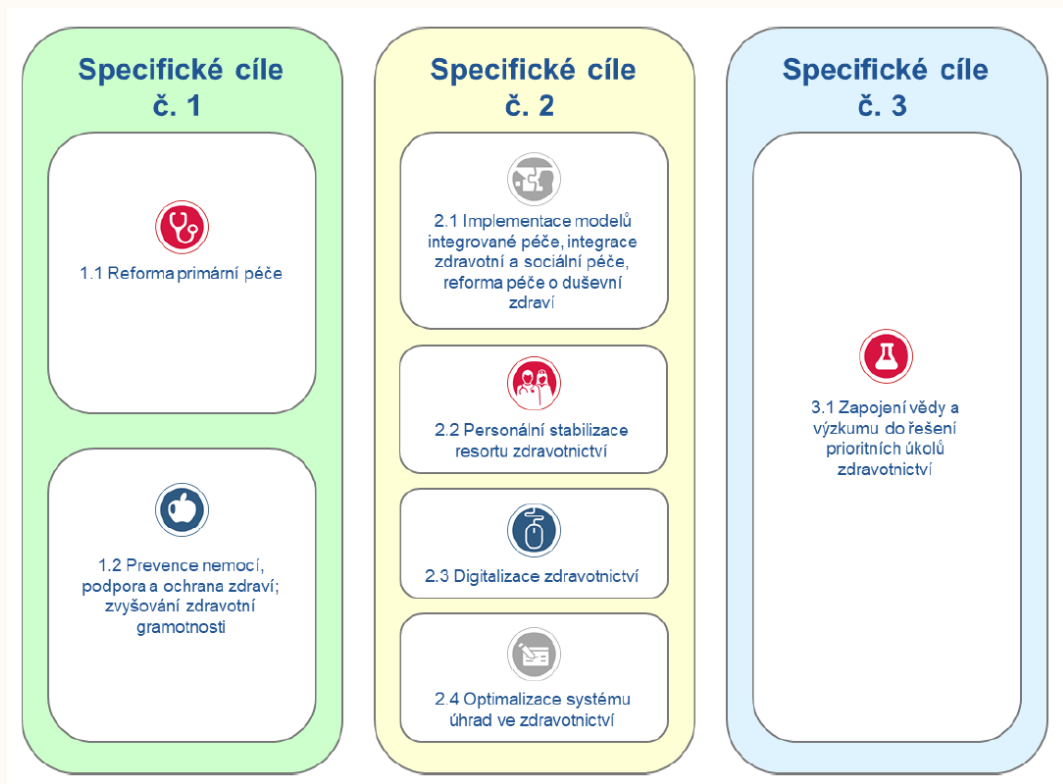 Specifické cíle
č. 1
1.1 Reforma primární péče
1.2 Prevence nemocí,
podpora a ochrana zdraví;
zvyšování zdravotní
gramotnosti
Specifické cíle
č. 2
2.1 Implementace modelů
integrované péče, integrace
zdravotní a sociální péče,
reforma péče o duševní
zdraví
2.2 Personální stabilizace
resortu zdravotnictví
2.3 Digitalizace zdravotnictví
2.4 Optimalizace systému
úhrad ve zdravotnictví
Specifické cíle
č. 3
3.1 Zapojení vědy a
výzkumu do řešení
prioritních úkolů
zdravotnictví